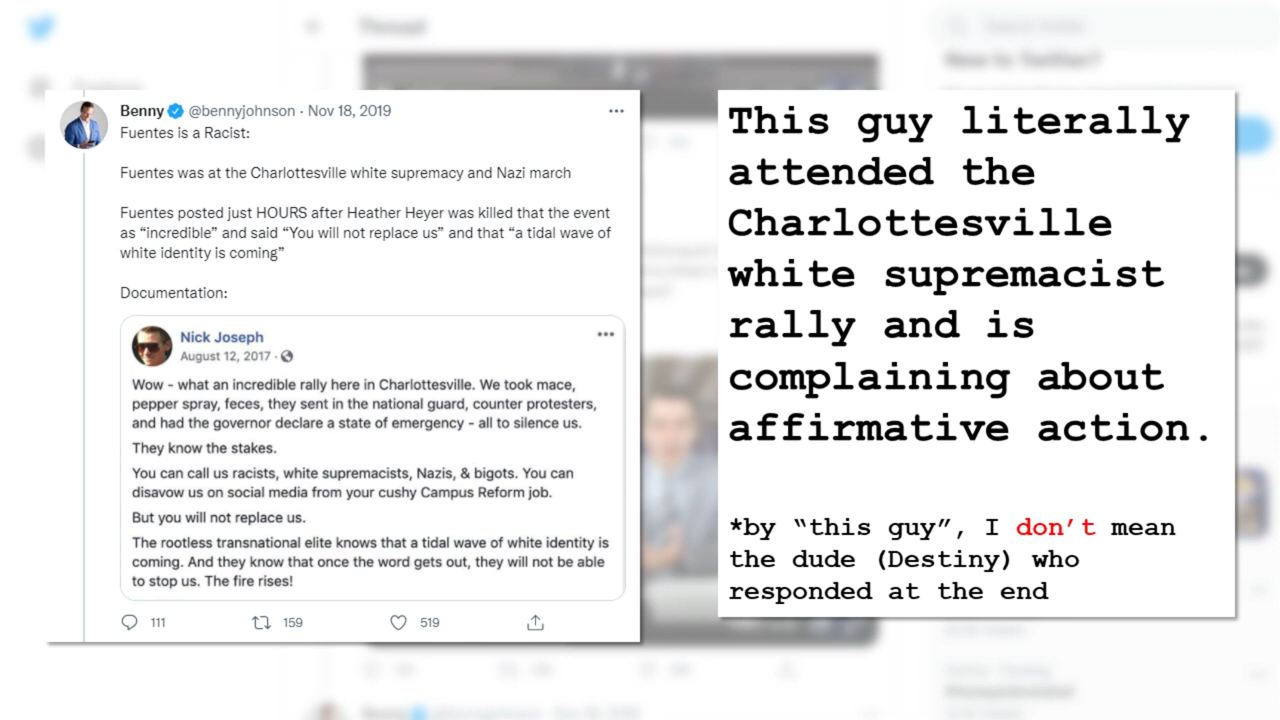 Thread
Search Twitter
New to Twitter?
Benny @bennyjohnson · Nov 18, 2019
Fuentes is a Racist:
Fuentes was at the Charlottesville white supremacy and Nazi march
Fuentes posted just HOURS after Heather Heyer was killed that the event
as “incredible” and said “You will not replace us” and that “a tidal wave of
white identity is coming”
Documentation:
Nick Joseph
August 12, 2017 ·
Wow - what an incredible rally here in Charlottesville. We took mace,
pepper spray, feces, they sent in the national guard, counter protesters,
and had the governor declare a state of emergency - all to silence us.
They know the stakes.
You can call us racists, white supremacists, Nazis, & bigots. You can
disavow us on social media from your cushy Campus Reform job.
But you will not replace us.
The rootless transnational elite knows that a tidal wave of white identity is
coming. And they know that once the word gets out, they will not be able
to stop us. The fire rises!
111 159 519
This guy literally
attended the
Charlottesville
white supremacist
rally and is
complaining about
affirmative action.
*by “this guy”, I don’t mean
the dude (Destiny) who
responded at the end